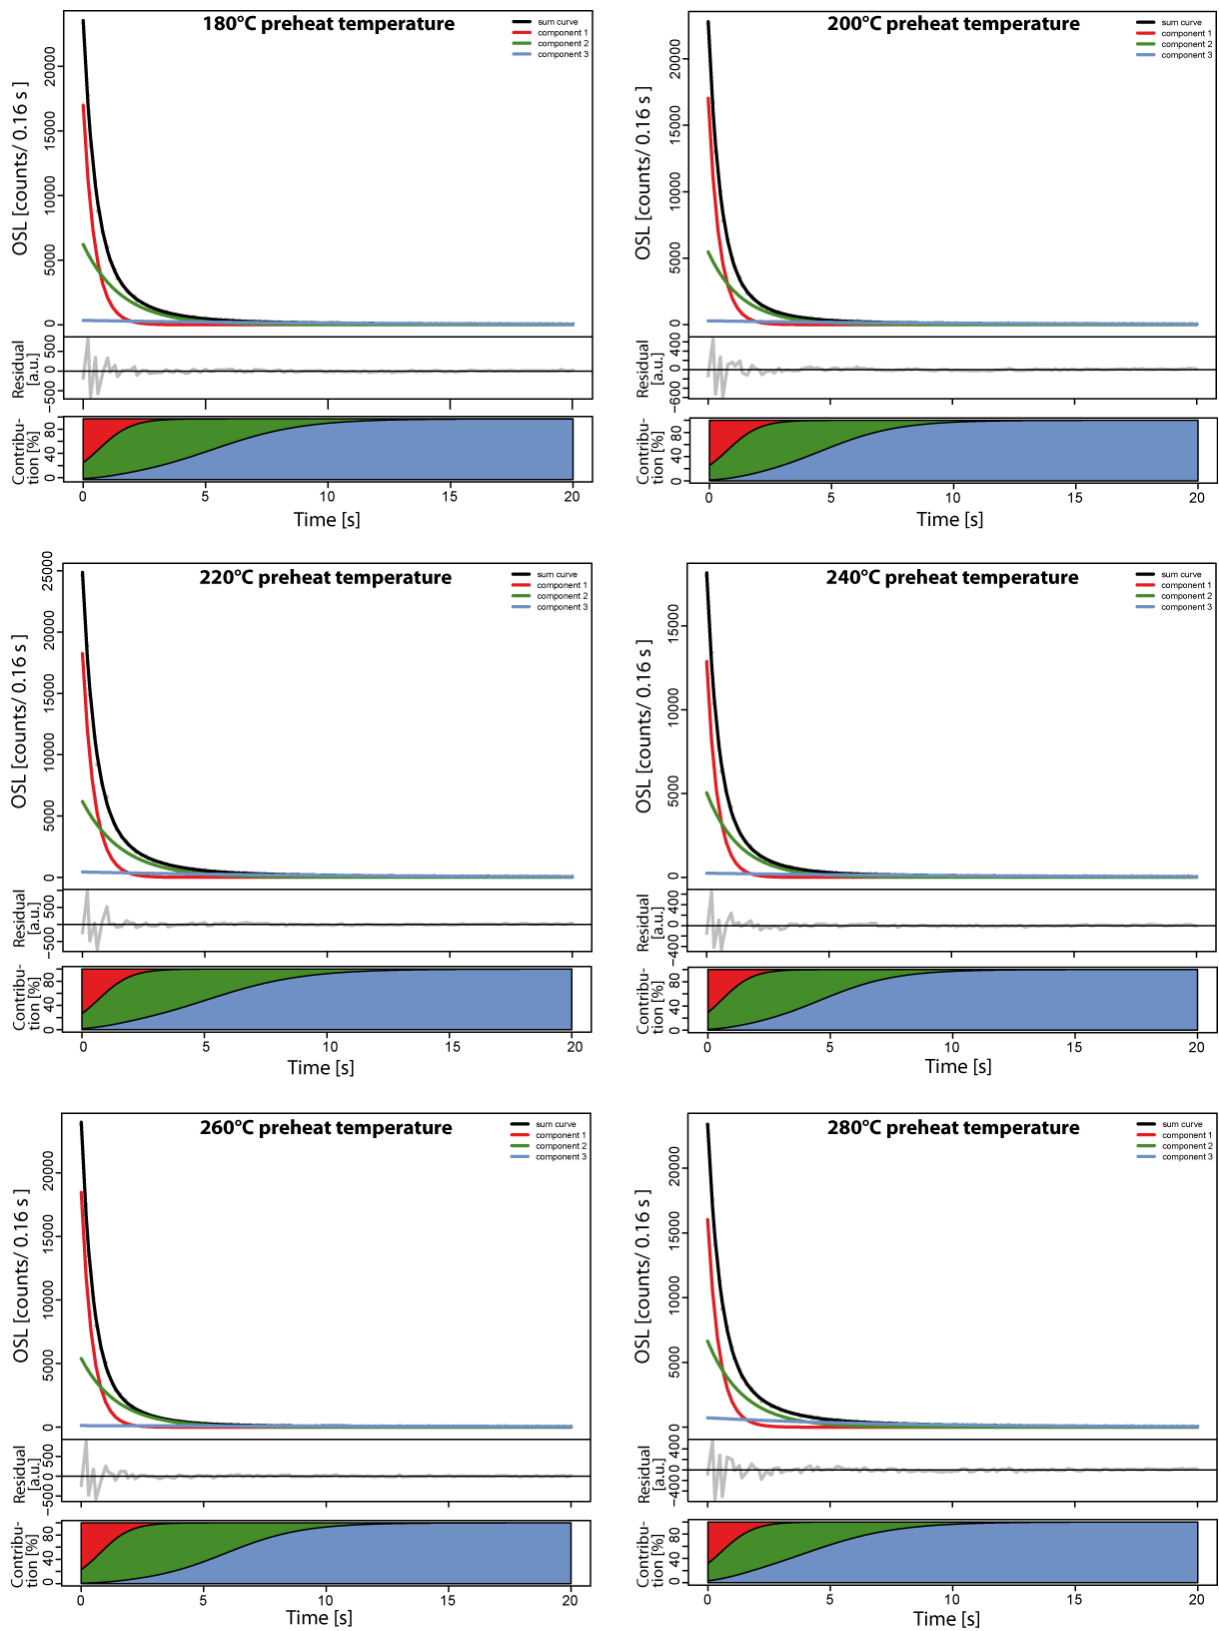 180°C preheat temperature
sum curve
component 1
component 2
component 3
OSL [counts/ 0.16 s ]
20000
15000
10000
5000
0
Residual
[a.u.]
500
0
−500
Contribu-
tion [%]
80
40
0
0 5 10 15 20
Time [s]
200°C preheat temperature
sum curve
component 1
component 2
component 3
OSL [counts/ 0.16 s ]
20000
15000
10000
5000
0
Residual
[a.u.]
400
0
−600
Contribu-
tion [%]
80
40
0
0 5 10 15 20
Time [s]
220°C preheat temperature
sum curve
component 1
component 2
component 3
OSL [counts/ 0.16 s ]
25000
20000
15000
10000
5000
0
Residual
[a.u.]
500
0
−500
Contribu-
tion [%]
80
40
0
0 5 10 15 20
Time [s]
240°C preheat temperature
sum curve
component 1
component 2
component 3
OSL [counts/ 0.16 s ]
15000
10000
5000
0
Residual
[a.u.]
400
0
−400
Contribu-
tion [%]
80
40
0
0 5 10 15 20
Time [s]
260°C preheat temperature
sum curve
component 1
component 2
component 3
OSL [counts/ 0.16 s ]
20000
15000
10000
5000
0
Residual
[a.u.]
500
0
−500
Contribu-
tion [%]
80
40
0
0 5 10 15 20
Time [s]
280°C preheat temperature
sum curve
component 1
component 2
component 3
OSL [counts/ 0.16 s ]
20000
15000
10000
5000
0
Residual
[a.u.]
400
0
−400
Contribu-
tion [%]
80
40
0
0 5 10 15 20
Time [s]